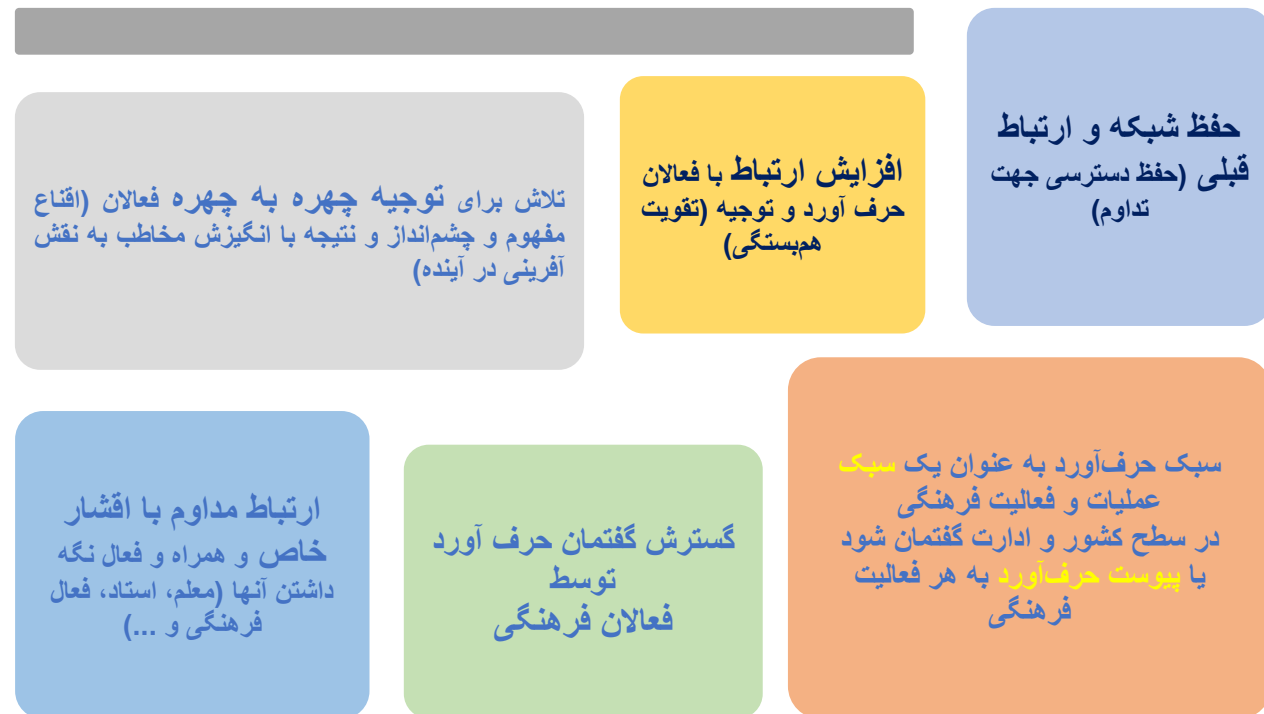 حفظ شبکه و ارتباط
قبلی (حفظ دسترسی جهت
تداوم)
افزایش ارتباط با فعالان
حرف آورد و توجیه (تقویت
هم‌بستگی)
تلاش برای توجیه چهره به چهره فعالان (اقناع
مفهوم و چشم‌انداز و نتیجه با انگیزش مخاطب به نقش
آفرینی در آینده)
سبک حرف‌آورد به عنوان یک سبک
عملیات و فعالیت فرهنگی
در سطح کشور و ادارت گفتمان شود
یا پیوست حرف‌آورد به هر فعالیت
فرهنگی
گسترش گفتمان حرف آورد
توسط
فعالان فرهنگی
ارتباط مداوم با اقشار
خاص و همراه و فعال نگه
داشتن آنها (معلم، استاد، فعال
فرهنگی و ...)